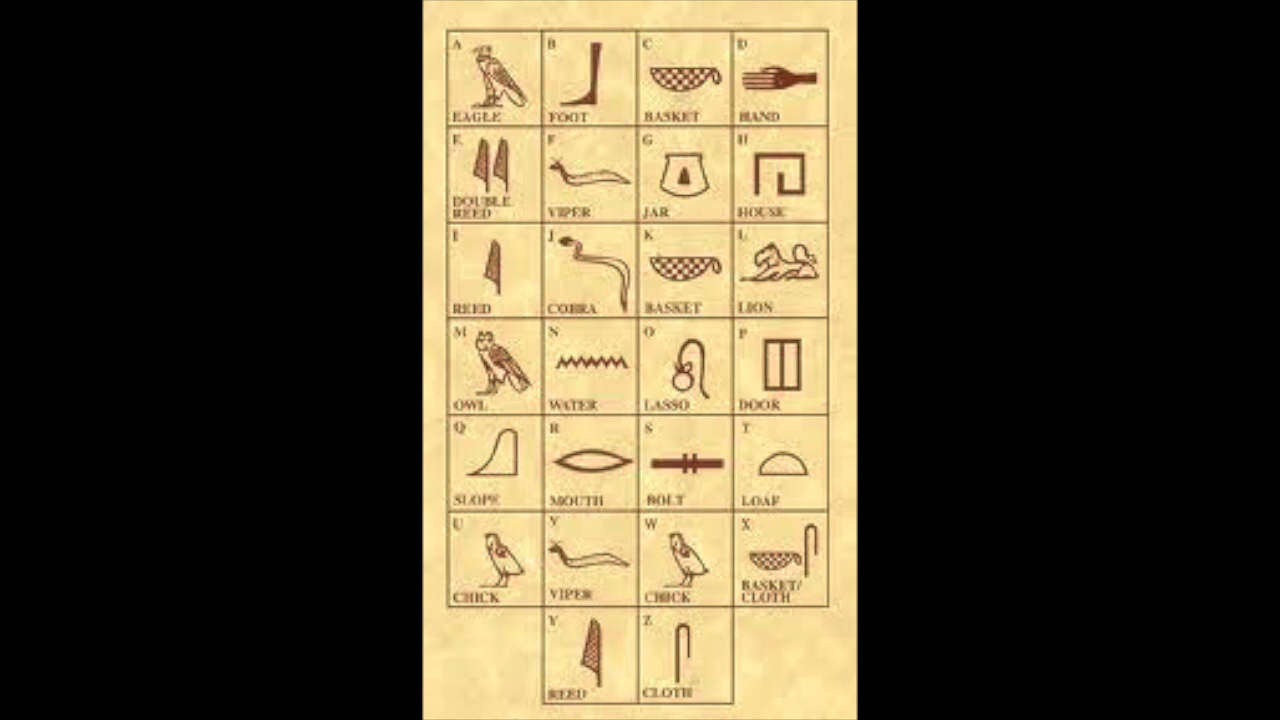 A B C D
EAGLE FOOT BASKET HAND
E F G H
DOUBLE
REED VIPER JAR HOUSE
I J K L
REED COBRA BASKET LION
M N O P
OWL WATER LASSO DOOR
Q R S T
SLOPE MOUTH BOLT LOAF
U V W X
CHICK VIPER CHICK BASKET/
CLOTH
Y Z
REED CLOTH